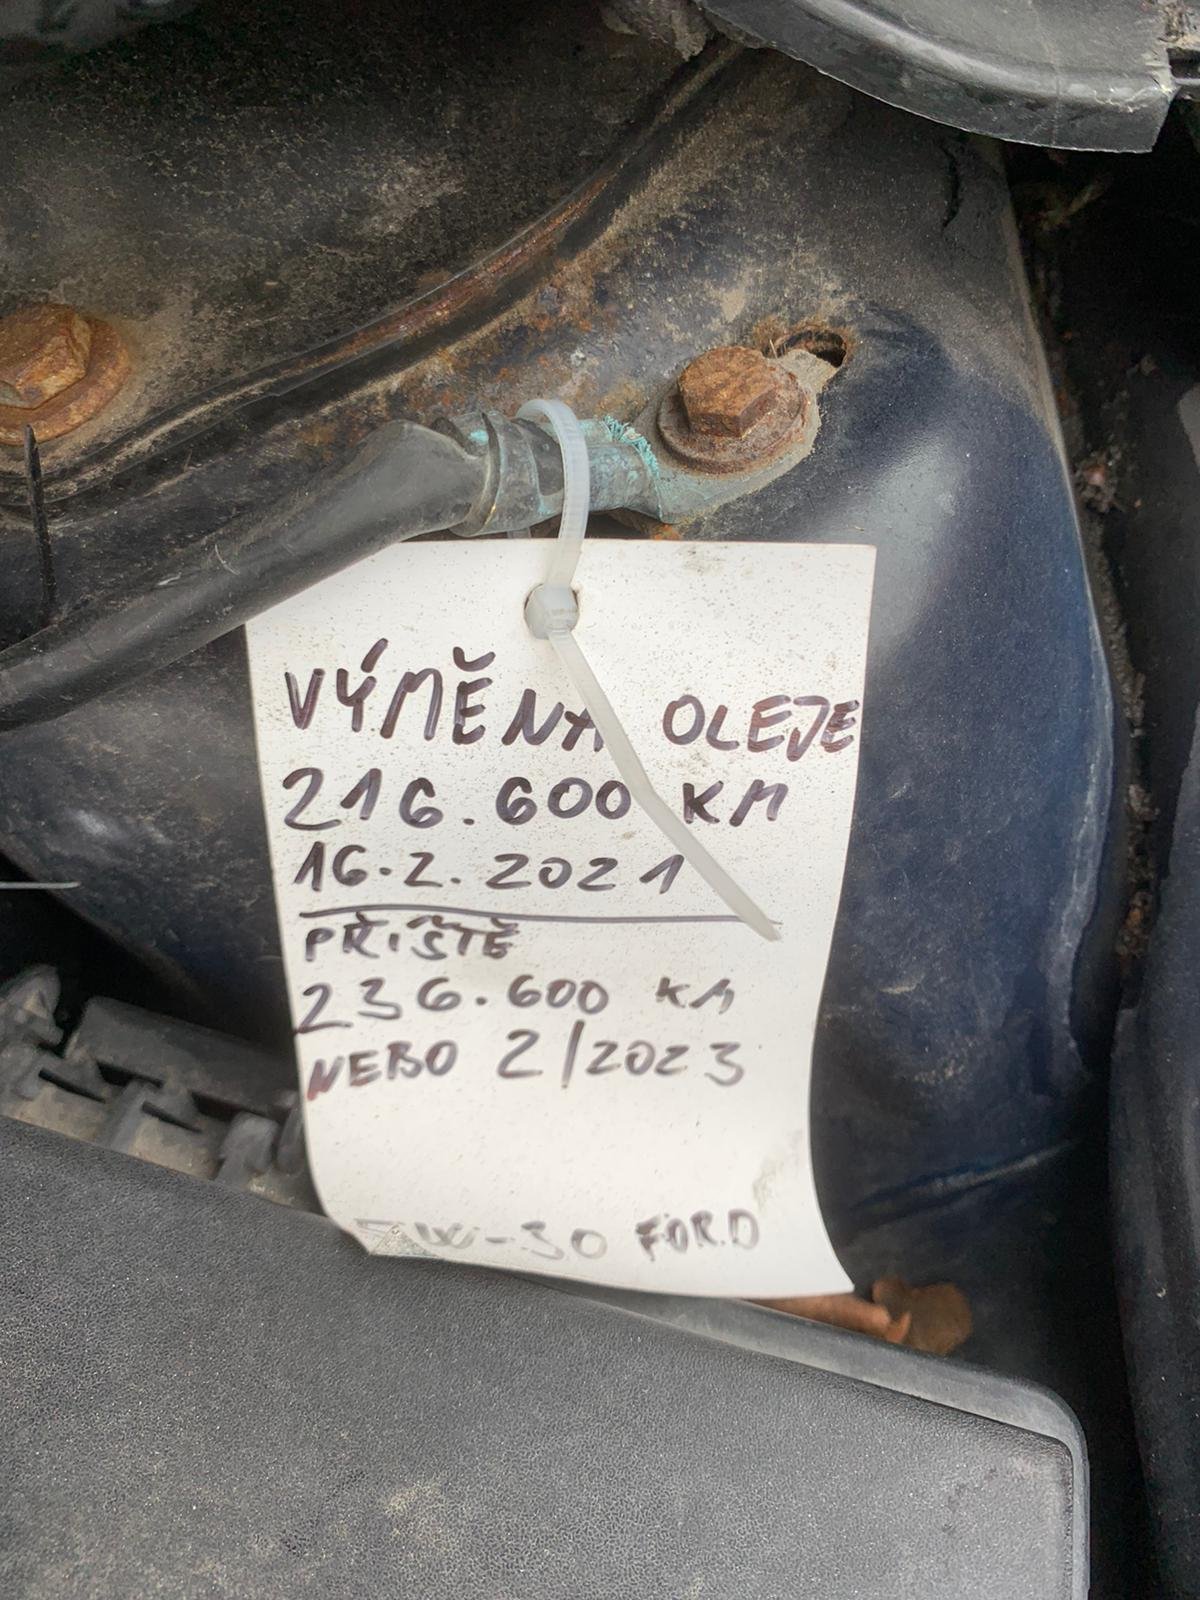 VÝMĚNA OLEJE
216.600 KM
16.2.2021
PŘÍŠTĚ
236.600 KM
NEBO 2/2023
5W-30 FORD